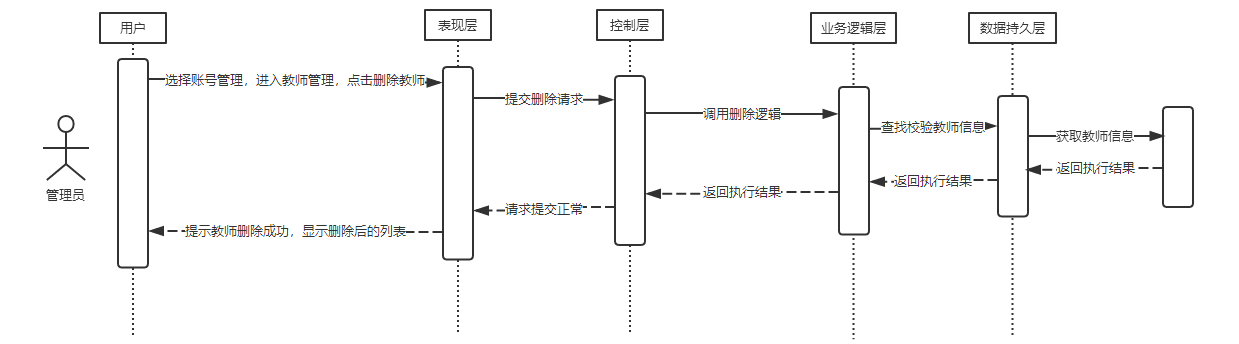 用户
表现层
控制层
业务逻辑层
数据持久层
选择账号管理，进入教师管理，点击删除教师
提交删除请求
调用删除逻辑
查找校验教师信息
获取教师信息
返回执行结果
返回执行结果
返回执行结果
请求提交正常
提示教师删除成功，显示删除后的列表
管理员